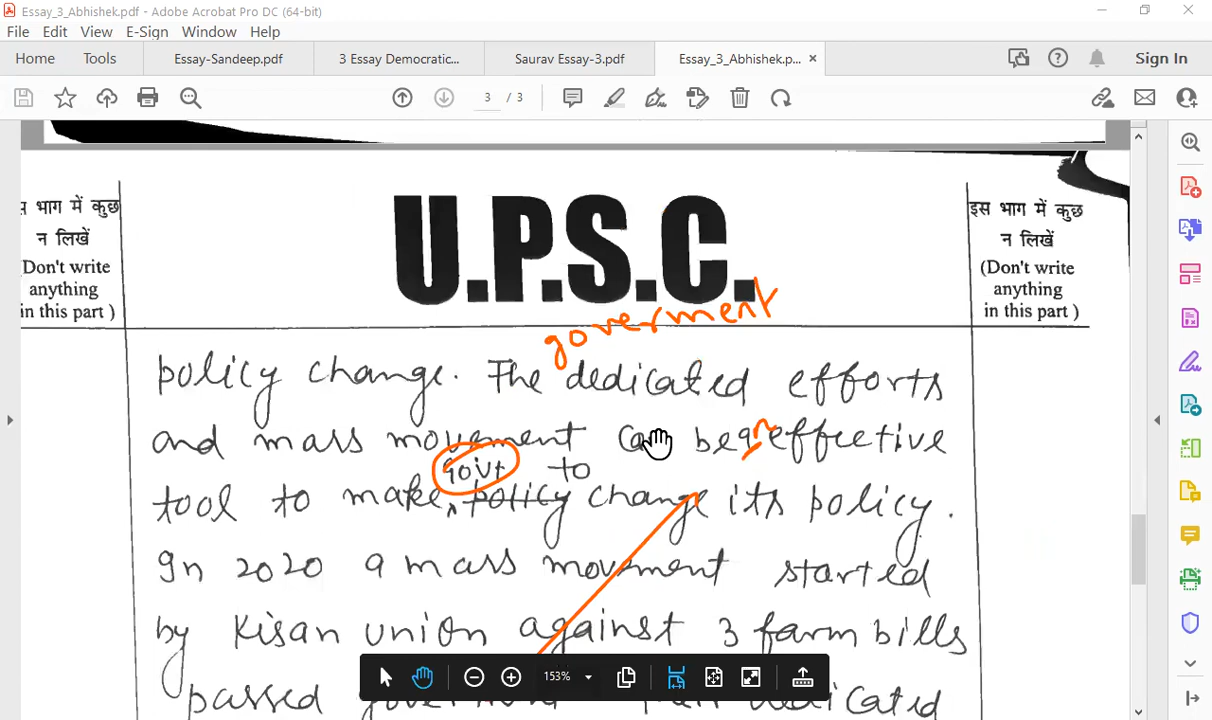 Essay_3_Abhishek.pdf - Adobe Acrobat Pro DC (64-bit)
File Edit View E-Sign Window Help
Home Tools Essay-Sandeep.pdf 3 Essay Democratic... Saurav Essay-3.pdf Essay_3_Abhishek.p... × Sign In
3 / 3
इस भाग में कुछ
न लिखें
(Don't write
anything
in this part )
U.P.S.C.
इस भाग में कुछ
न लिखें
(Don't write
anything
in this part )
goverment
policy change. The dedicated efforts
and mass movement be a n effective
Govt to
tool to make policy change its policy.
In 2020 a mass movement started
by Kisan union against 3 farm bills
passed dedicated
153%